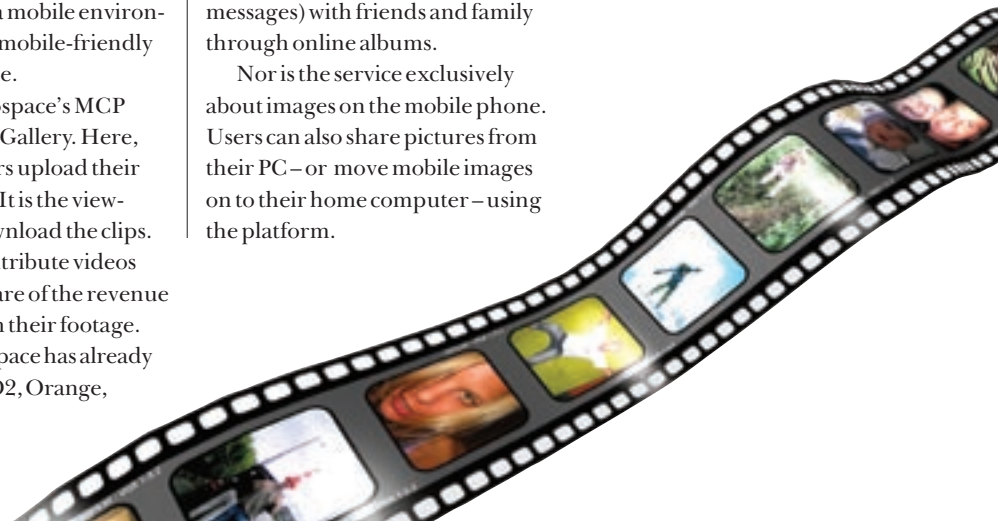 a mobile environ-
mobile-friendly
e.
space's MCP
Gallery. Here,
rs upload their
It is the view-
wnload the clips.
tribute videos
are of the revenue
their footage.
pace has already
O2, Orange,
messages) with friends and family
through online albums.
Nor is the service exclusively
about images on the mobile phone.
Users can also share pictures from
their PC – or move mobile images
on to their home computer – using
the platform.